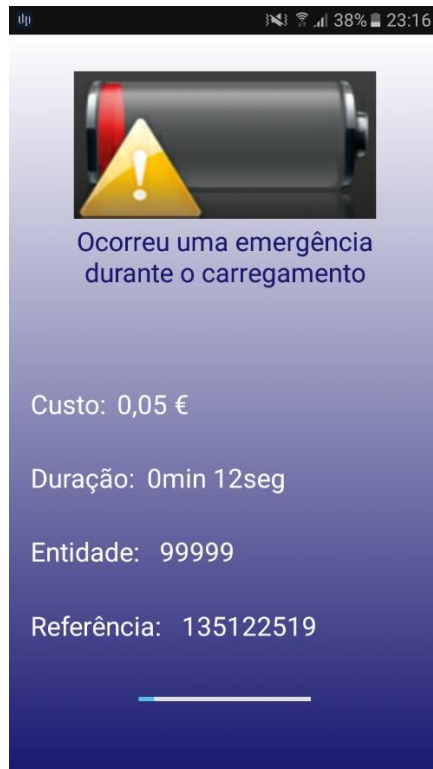 38% 23:16
Ocorreu uma emergência
durante o carregamento
Custo: 0,05 €
Duração: 0min 12seg
Entidade: 99999
Referência: 135122519